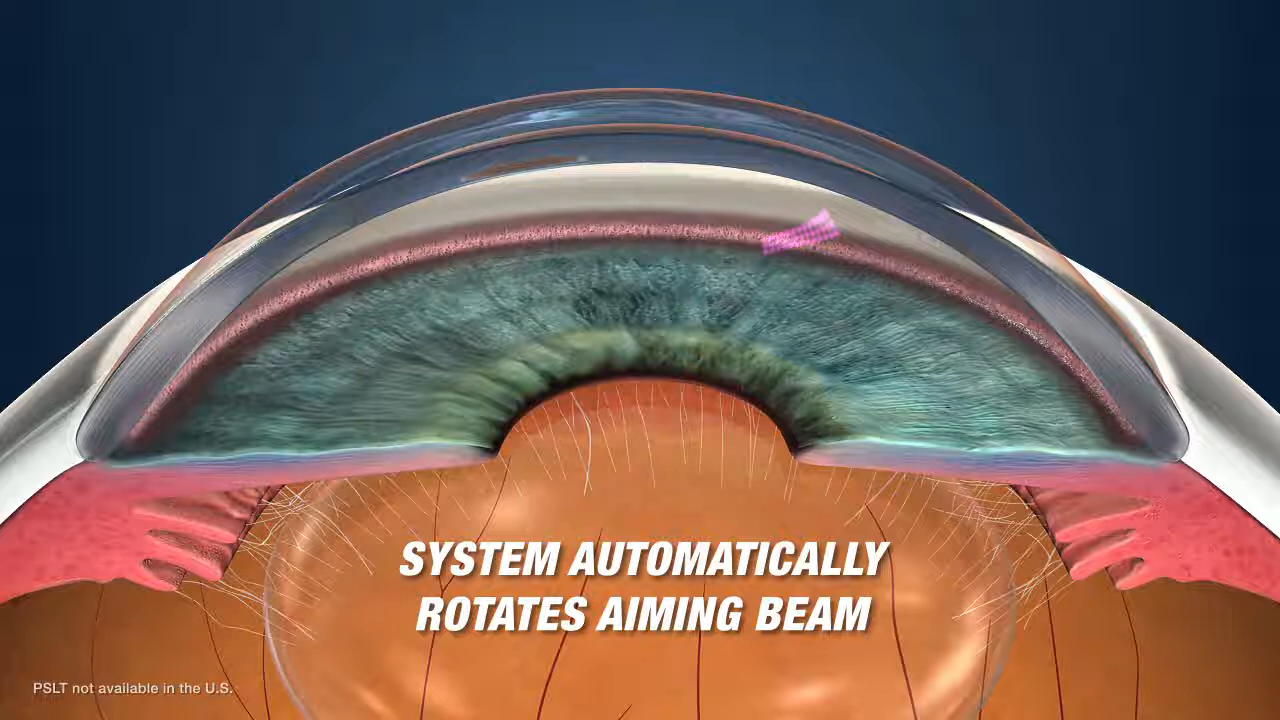 SYSTEM AUTOMATICALLY
ROTATES AIMING BEAM
PSLT not available in the U.S.